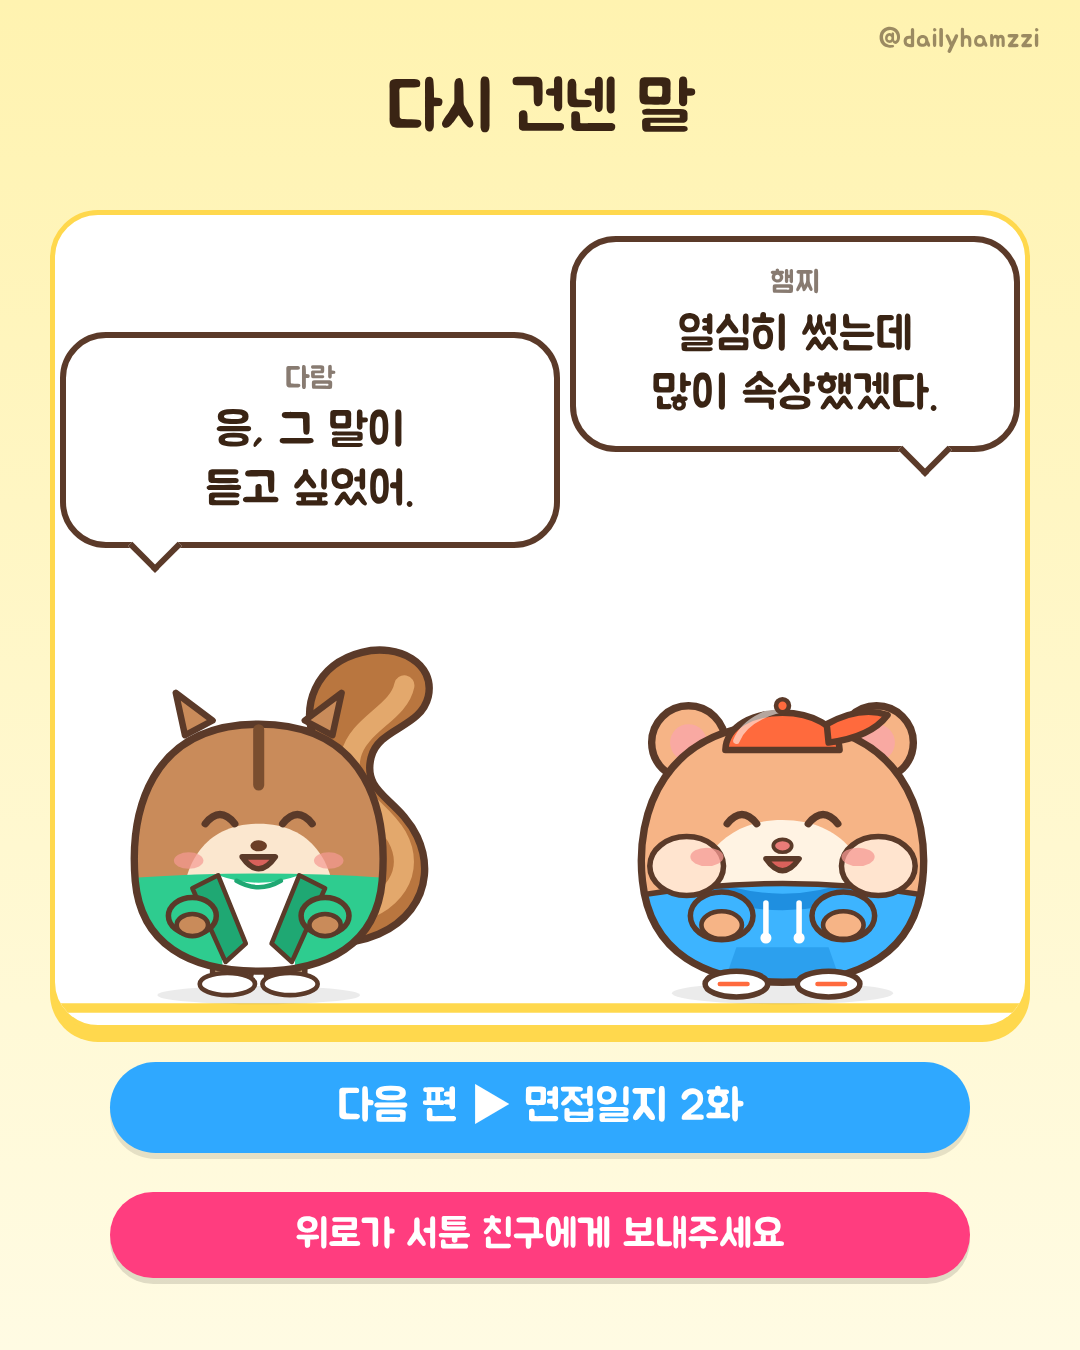 @dailyhamzzi
다시 건넨 말
햄찌
열심히 썼는데
많이 속상했겠다.
다람
응, 그 말이
듣고 싶었어.
다음 편 ▶ 면접일지 2화
위로가 서툰 친구에게 보내주세요